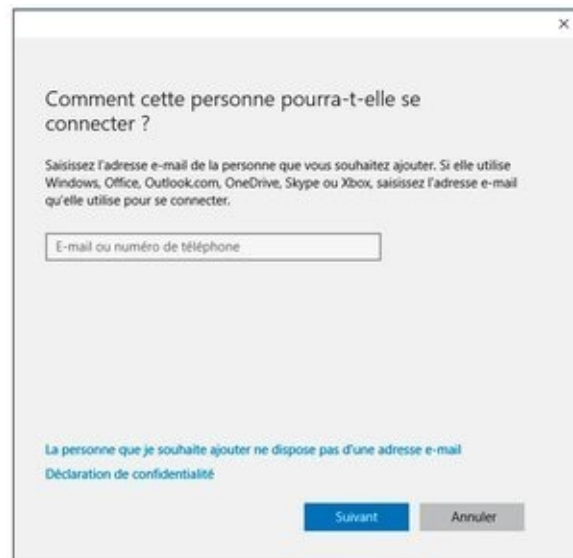 Comment cette personne pourra-t-elle se
connecter ?
Saisissez l'adresse e-mail de la personne que vous souhaitez ajouter. Si elle utilise
Windows, Office, Outlook.com, OneDrive, Skype ou Xbox, saisissez l'adresse e-mail
qu'elle utilise pour se connecter.
E-mail ou numéro de téléphone
La personne que je souhaite ajouter ne dispose pas d'une adresse e-mail
Déclaration de confidentialité
Suivant Annuler